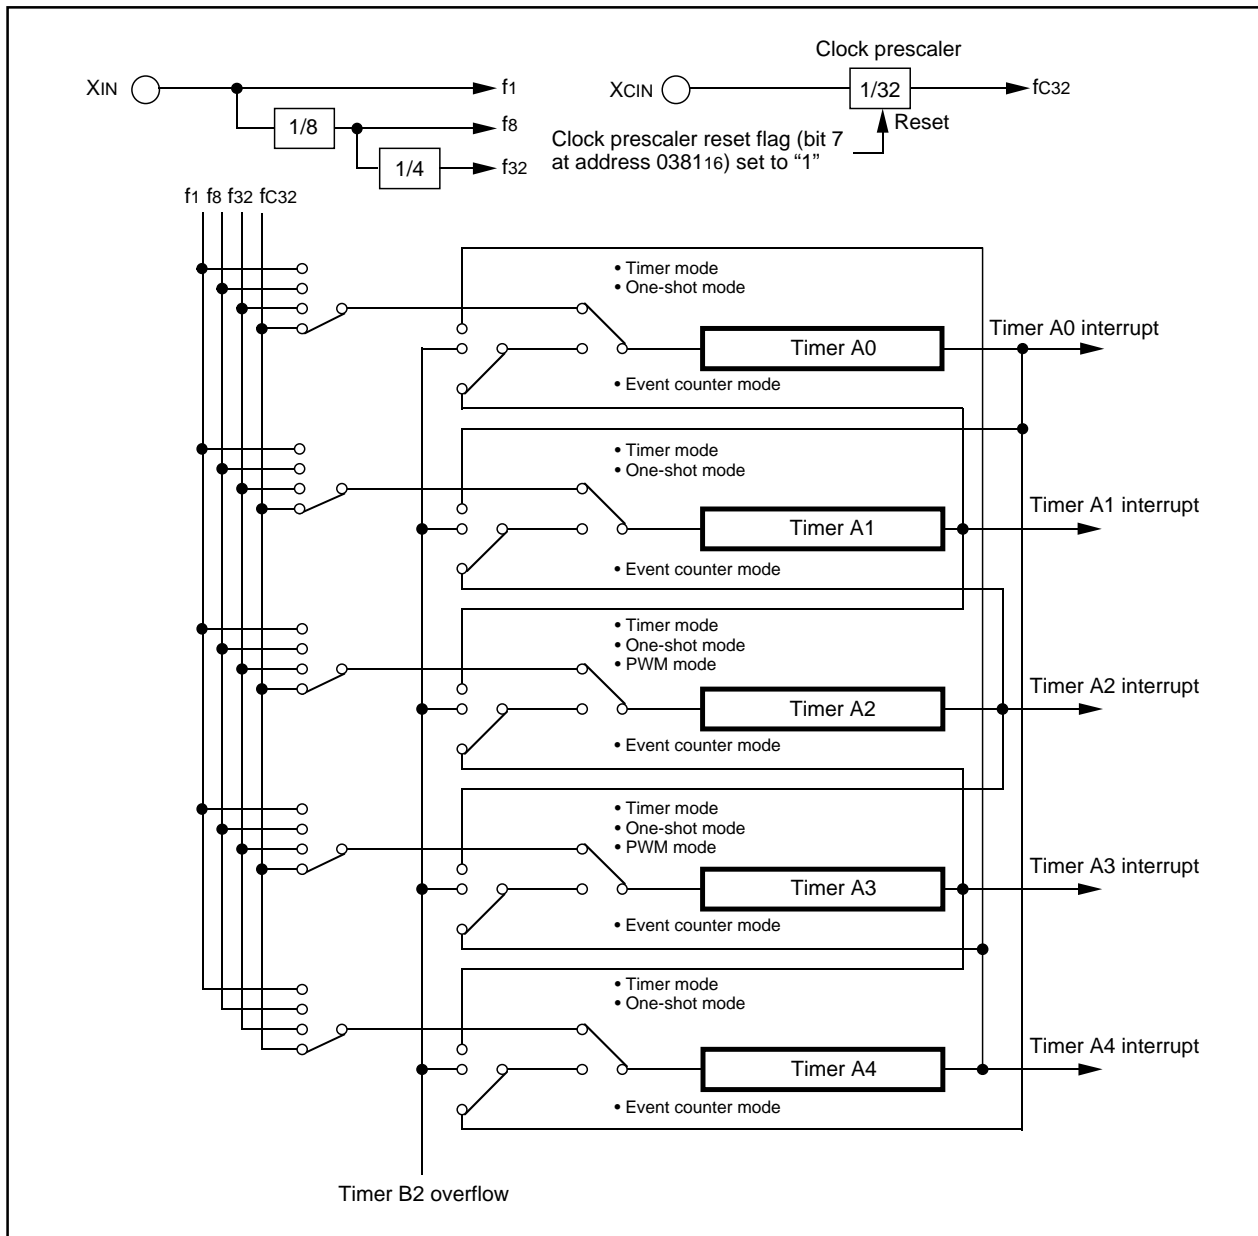 Clock prescaler
XIN
f1
XCIN
1/32
fC32
1/8
f8
Reset
Clock prescaler reset flag (bit 7
at address 038116) set to “1”
1/4
f32
f1 f8 f32 fC32
• Timer mode
• One-shot mode
Timer A0 interrupt
Timer A0
• Event counter mode
• Timer mode
• One-shot mode
Timer A1 interrupt
Timer A1
• Event counter mode
• Timer mode
• One-shot mode
• PWM mode
Timer A2 interrupt
Timer A2
• Event counter mode
• Timer mode
• One-shot mode
• PWM mode
Timer A3 interrupt
Timer A3
• Event counter mode
• Timer mode
• One-shot mode
Timer A4 interrupt
Timer A4
• Event counter mode
Timer B2 overflow